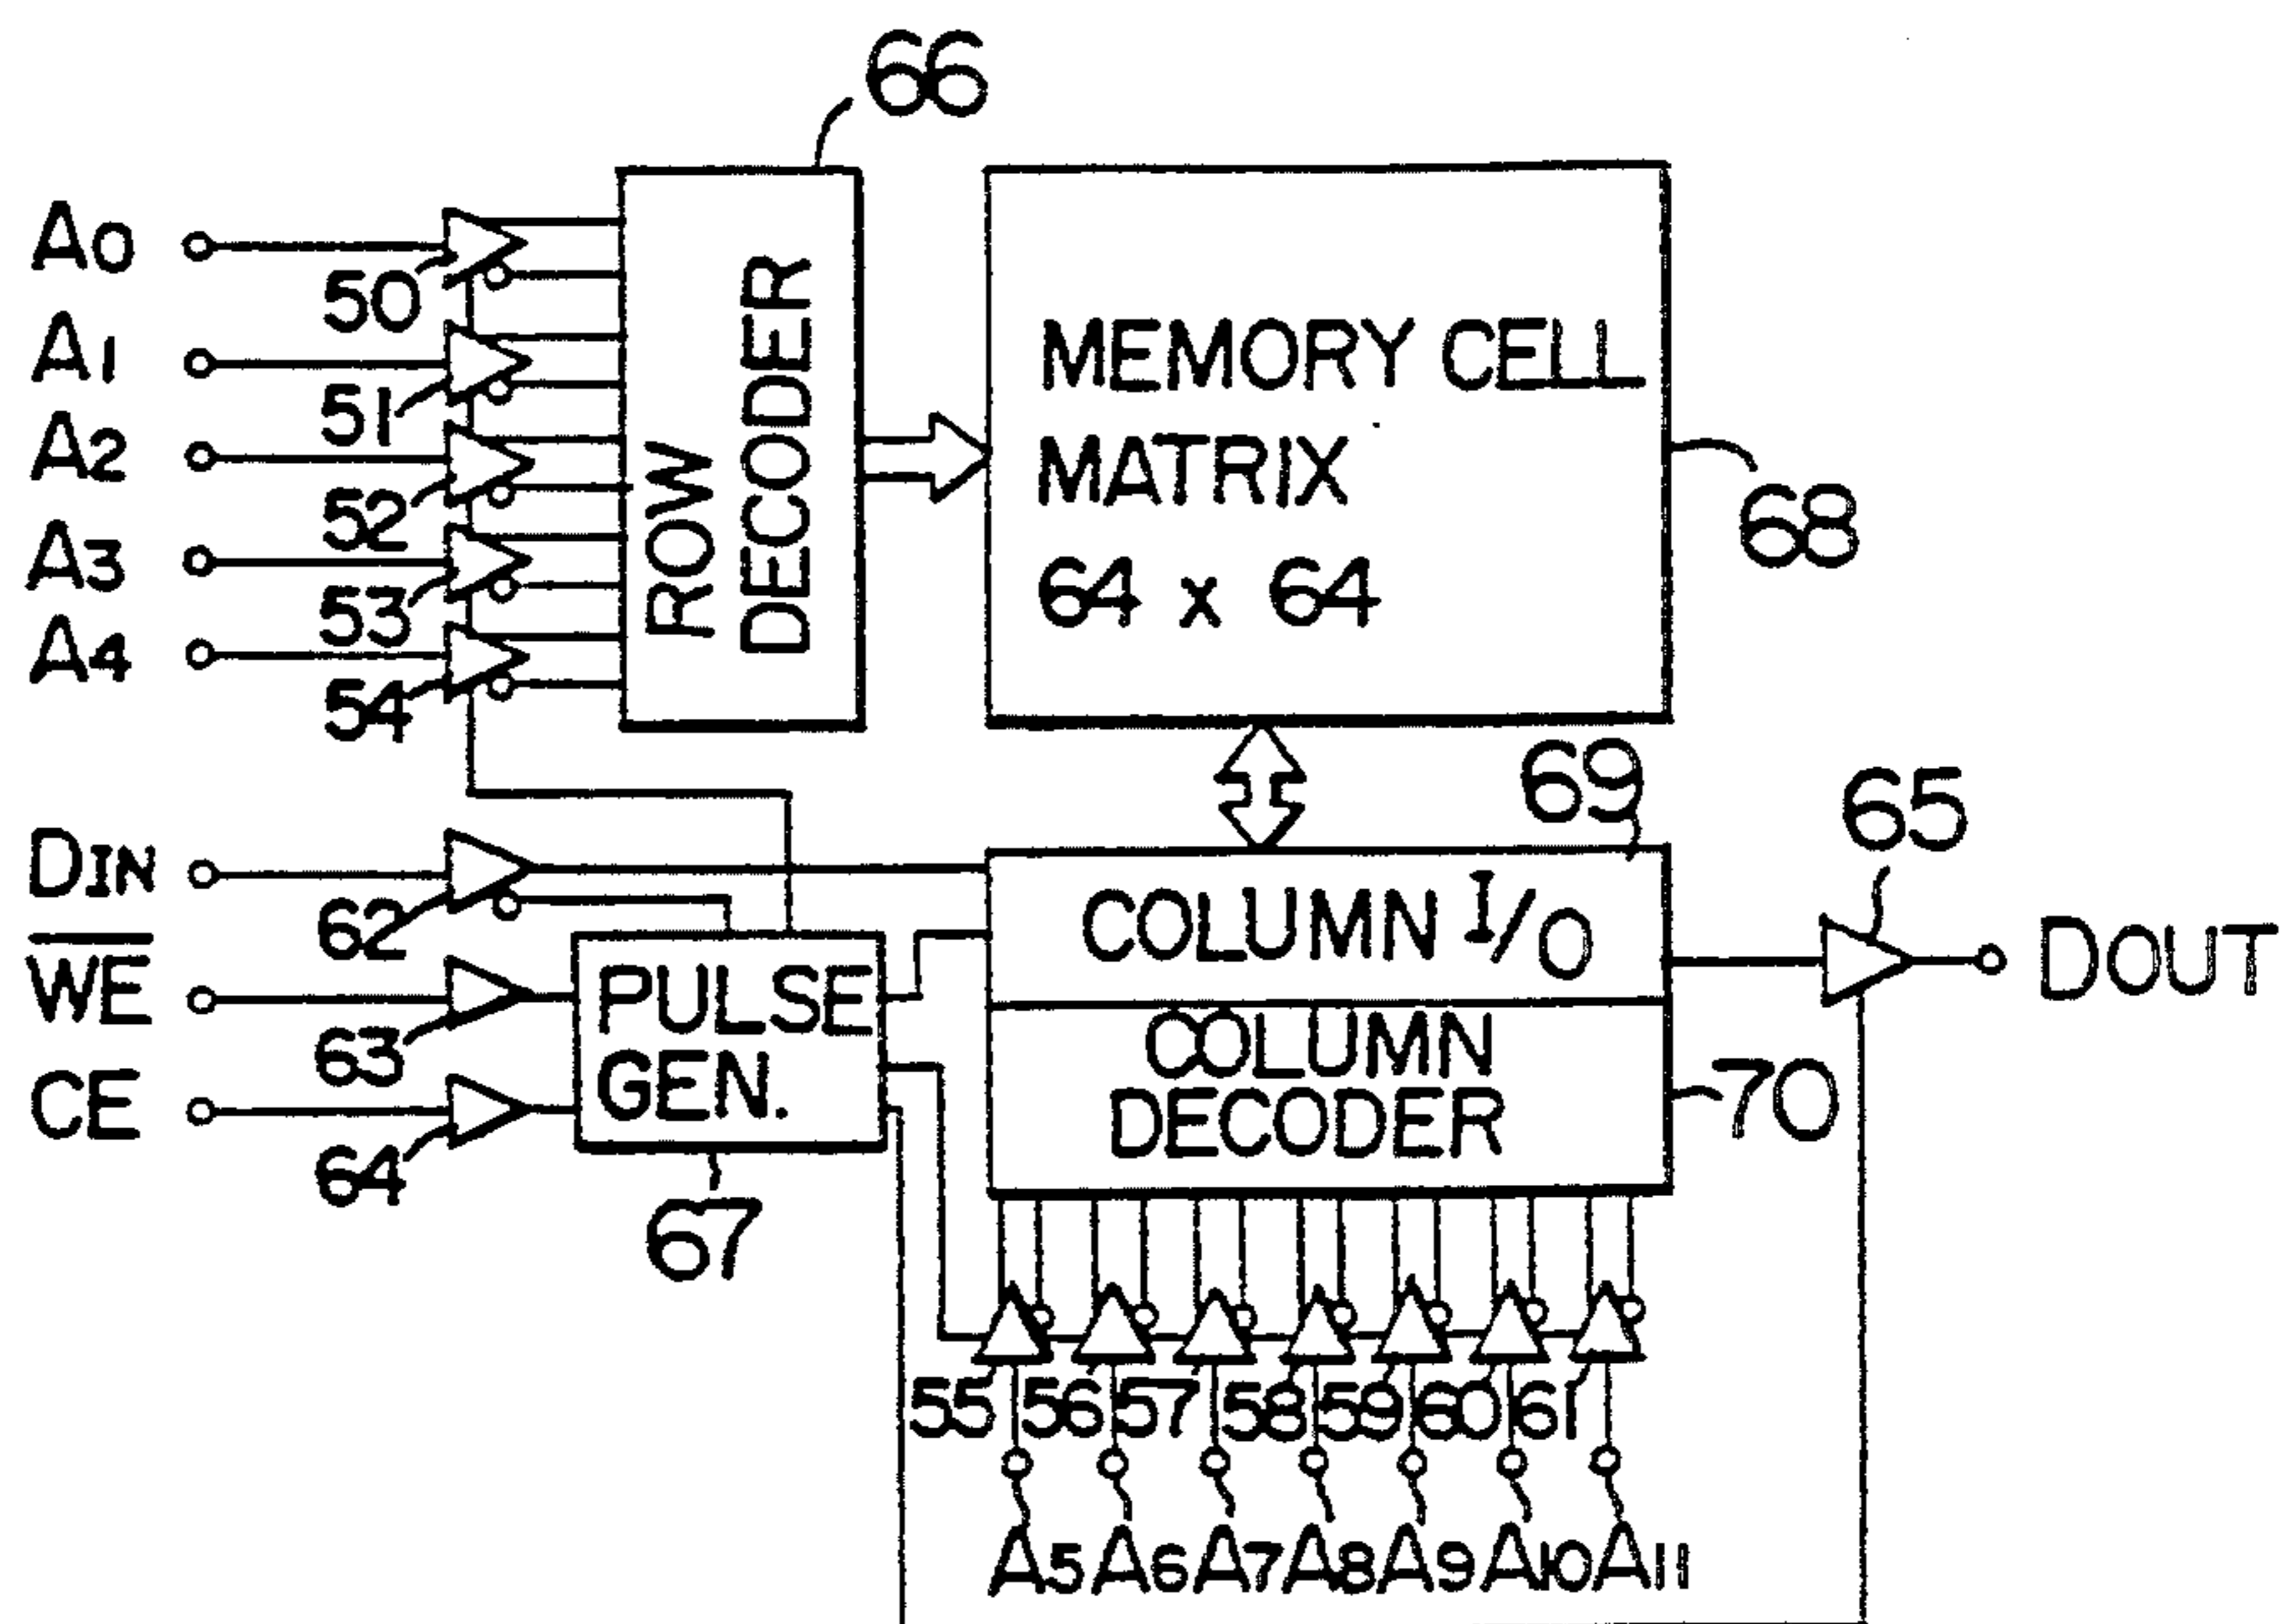 66
A0
50
A1
51
A2
52
A3
53
A4
54
ROW
DECODER
MEMORY CELL
MATRIX
64 x 64
68
69
65
DIN
62
W̅E̅
63
CE
64
PULSE
GEN.
67
COLUMN I/O
COLUMN
DECODER
70
DOUT
55 56 57 58 59 60 61
A5 A6 A7 A8 A9 A10 A11